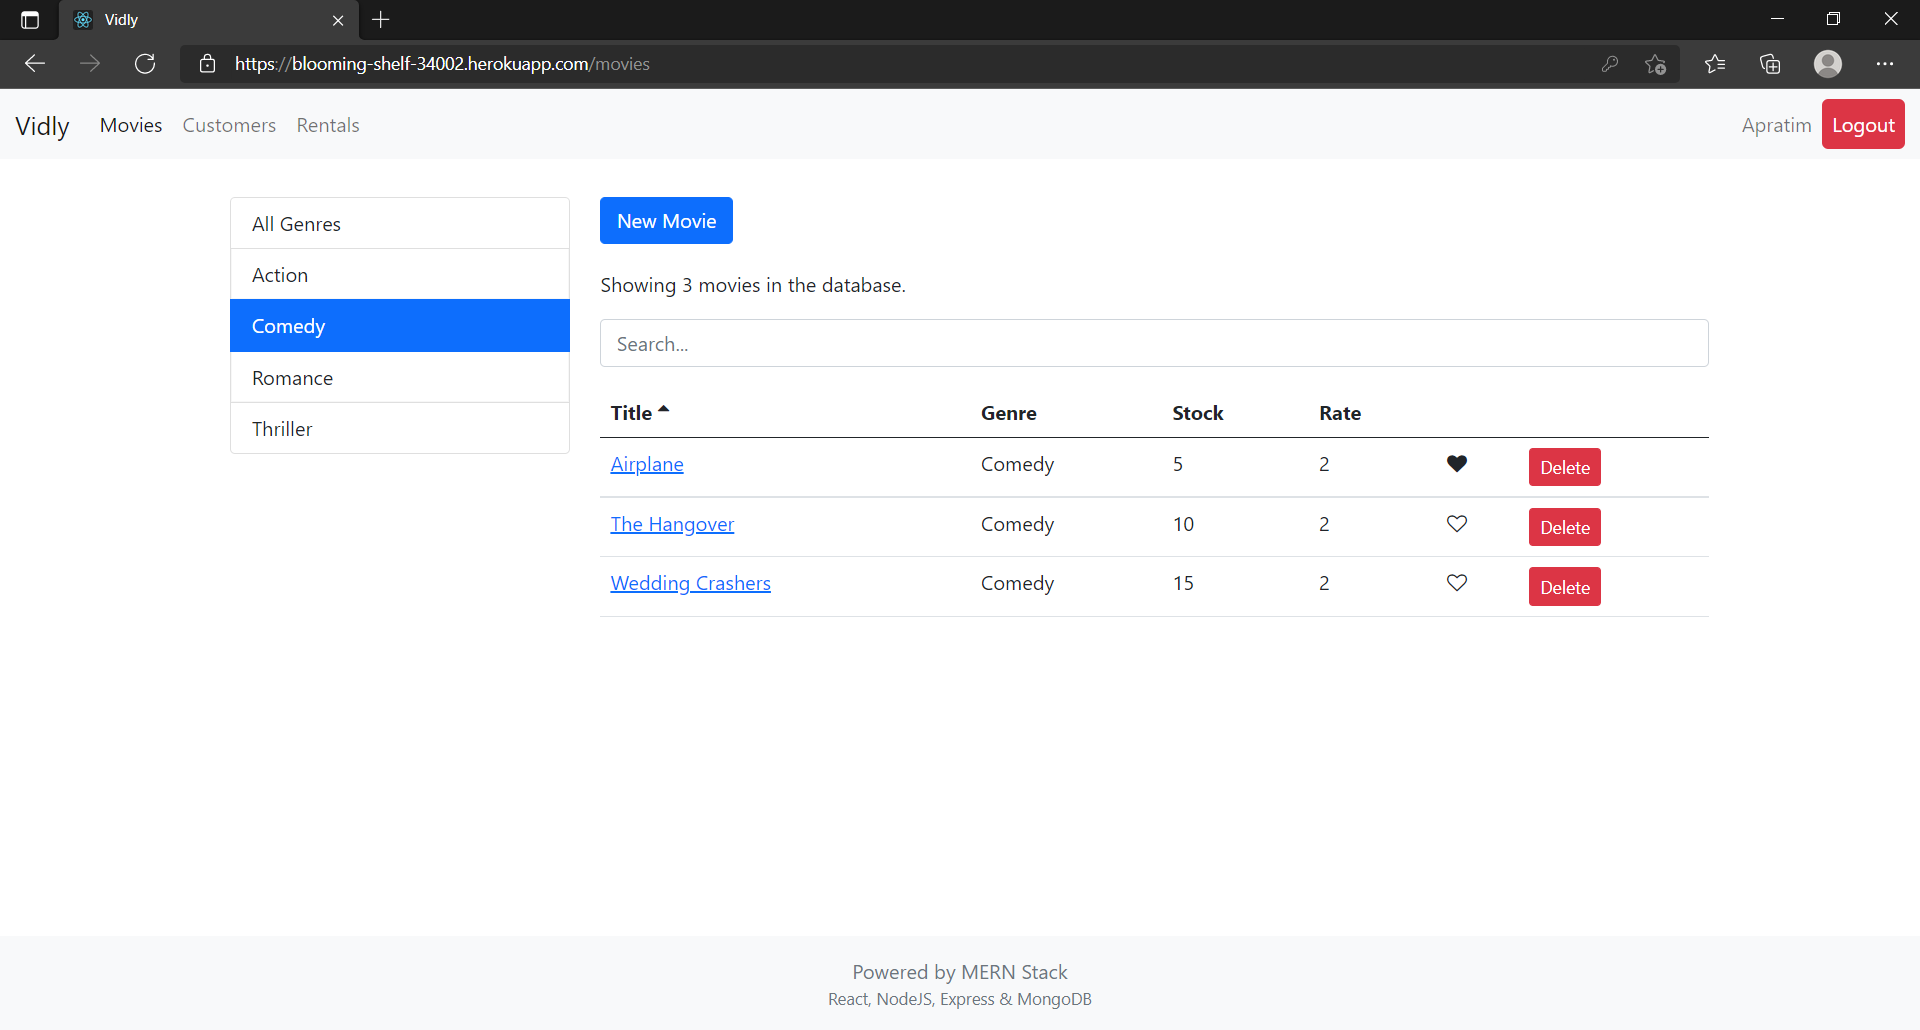 Vidly
https://blooming-shelf-34002.herokuapp.com/movies
Vidly Movies Customers Rentals Apratim Logout
All Genres
Action
Comedy
Romance
Thriller
New Movie
Showing 3 movies in the database.
Search...
Title Genre Stock Rate
Airplane Comedy 5 2 Delete
The Hangover Comedy 10 2 Delete
Wedding Crashers Comedy 15 2 Delete
Powered by MERN Stack
React, NodeJS, Express & MongoDB